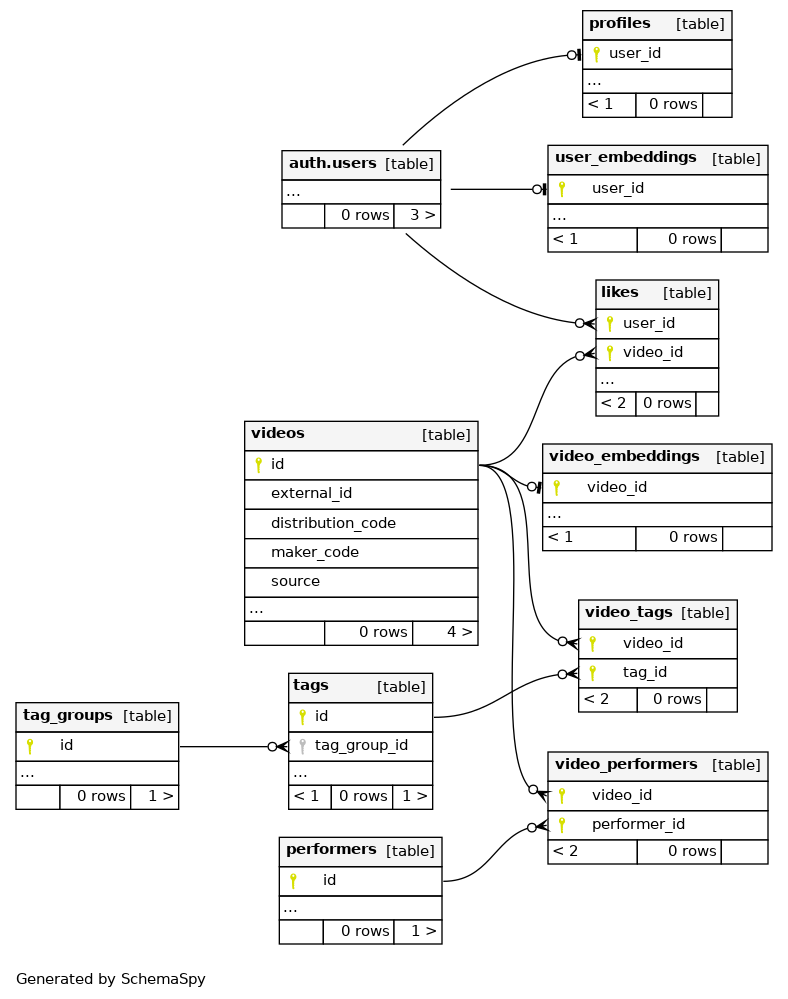 profiles [table]
user_id
...
< 1 0 rows
auth.users [table]
...
0 rows 3 >
user_embeddings [table]
user_id
...
< 1 0 rows
likes [table]
user_id
video_id
...
< 2 0 rows
videos [table]
id
external_id
distribution_code
maker_code
source
...
0 rows 4 >
video_embeddings [table]
video_id
...
< 1 0 rows
video_tags [table]
video_id
tag_id
< 2 0 rows
tags [table]
id
tag_group_id
...
< 1 0 rows 1 >
tag_groups [table]
id
...
0 rows 1 >
video_performers [table]
video_id
performer_id
< 2 0 rows
performers [table]
id
...
0 rows 1 >
Generated by SchemaSpy